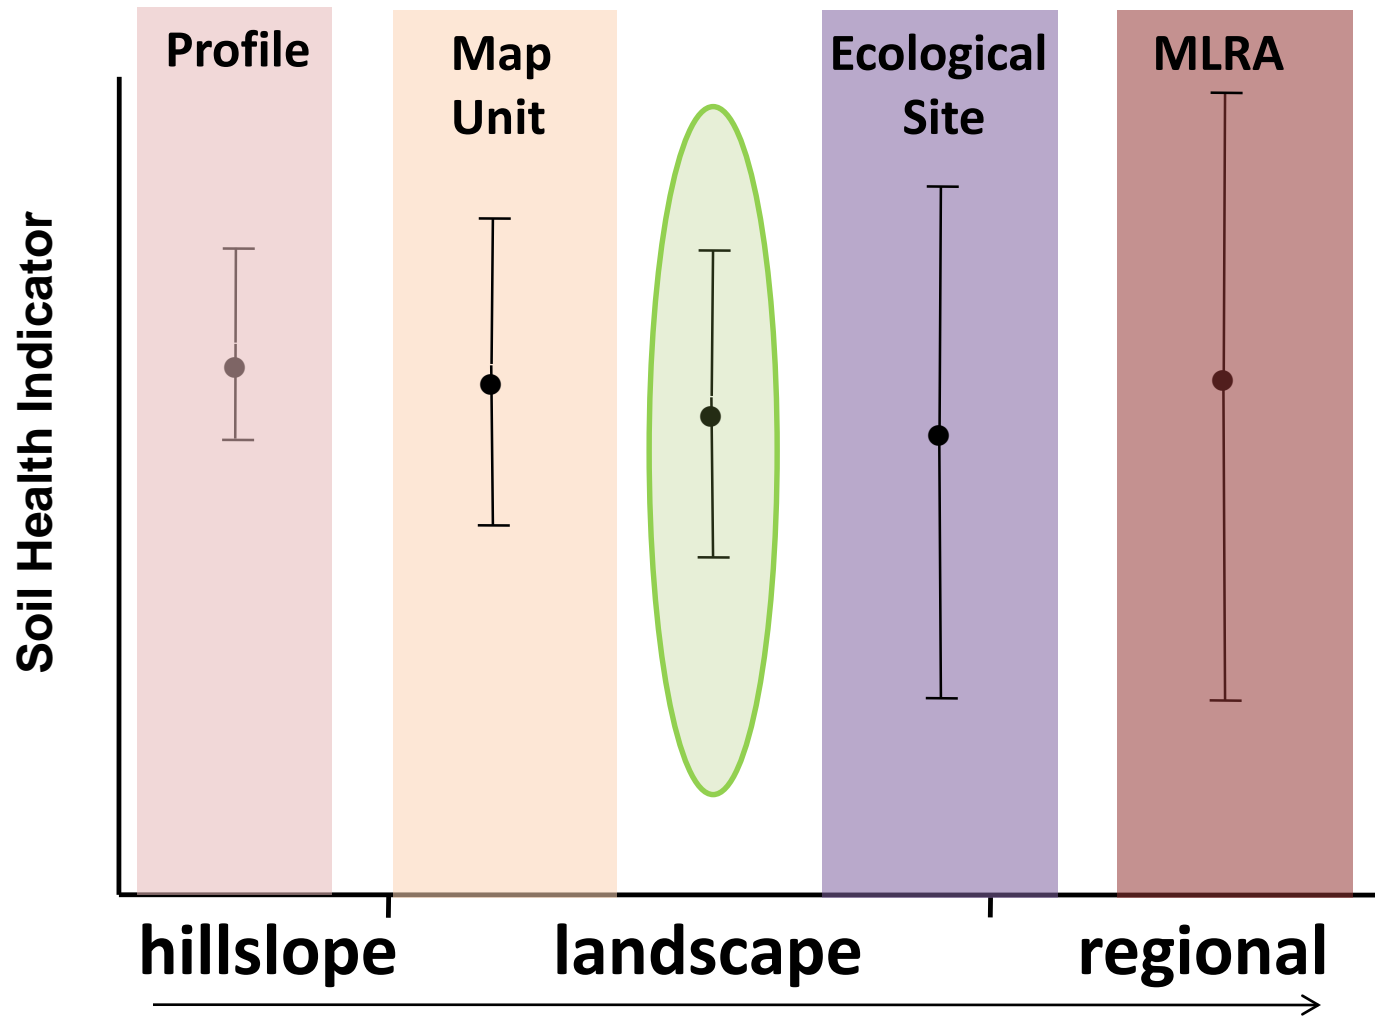 Profile
Map
Unit
Ecological
Site
MLRA
Soil Health Indicator
hillslope
landscape
regional